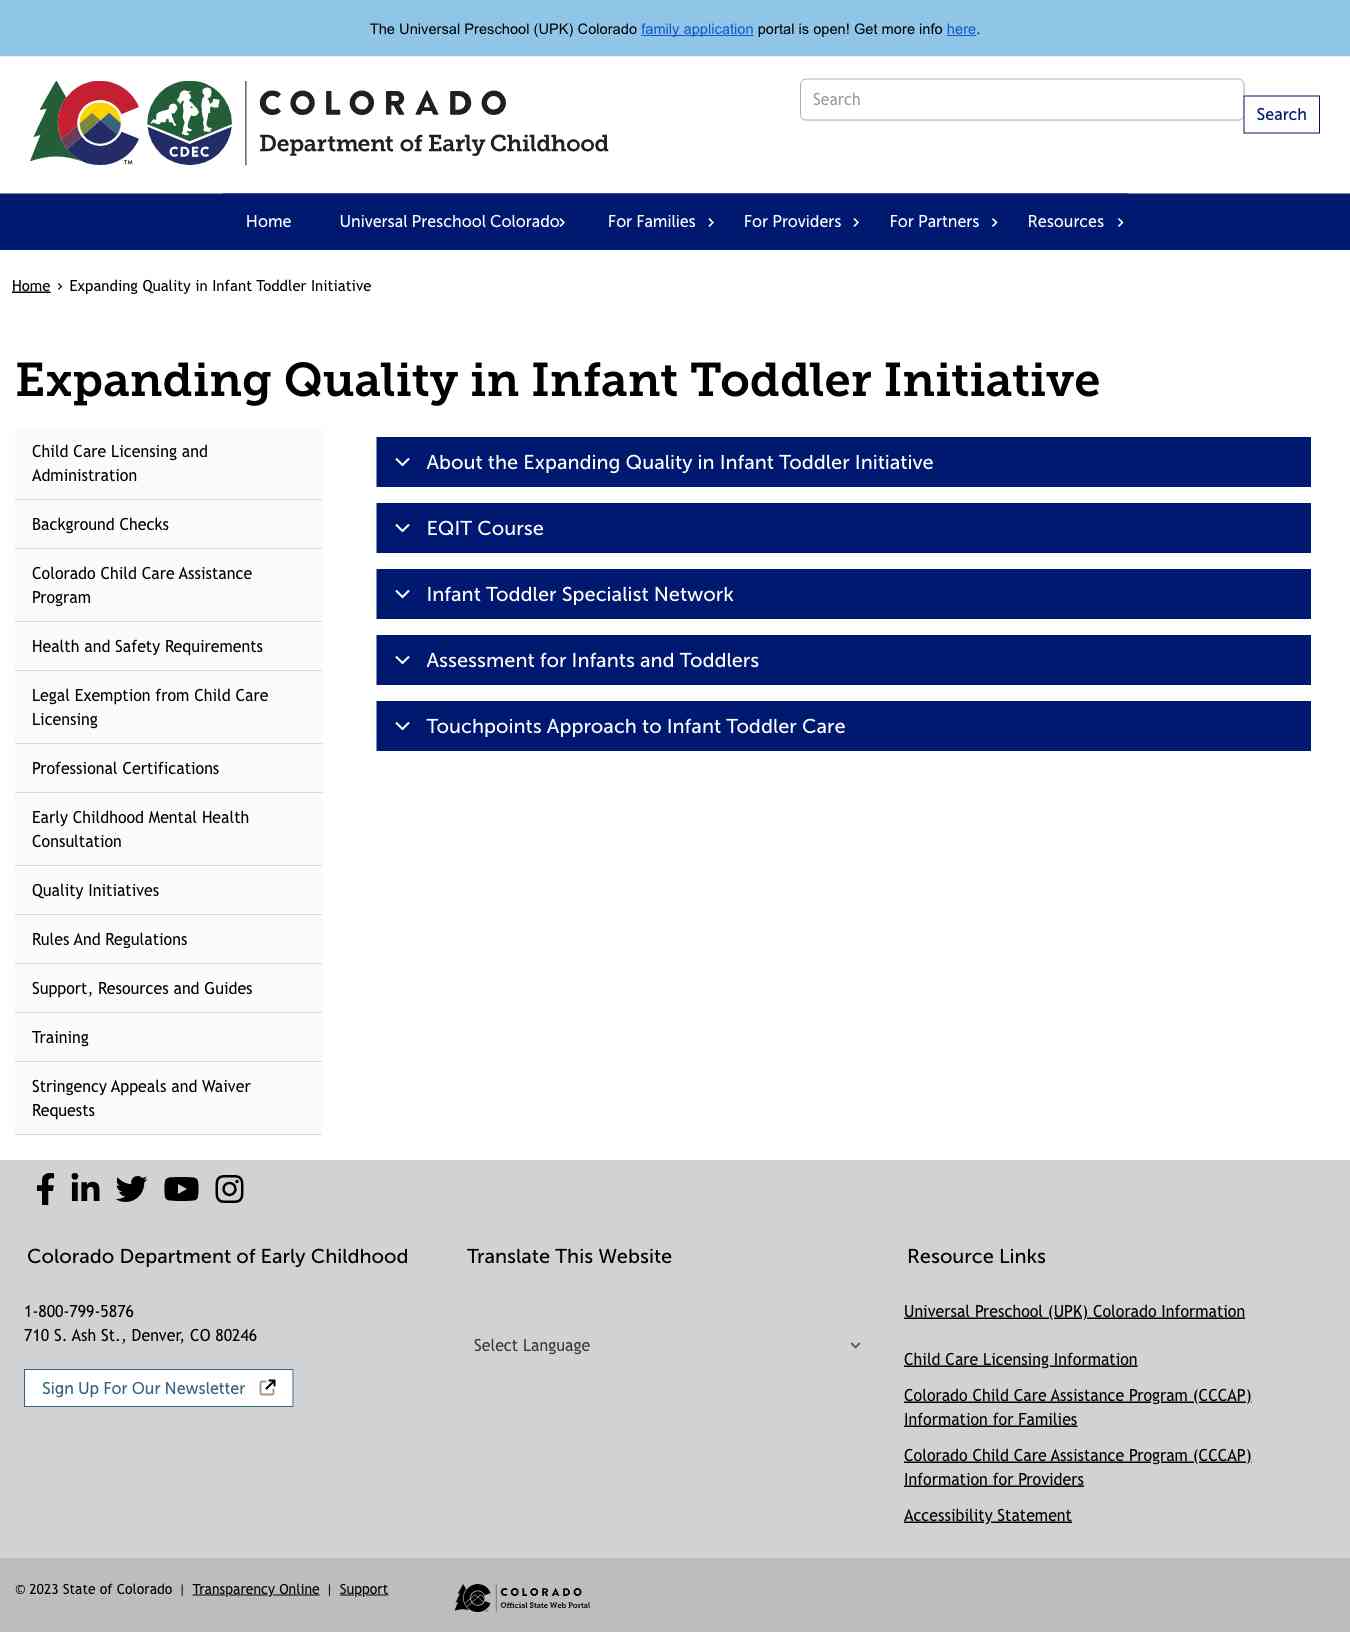 The Universal Preschool (UPK) Colorado family application portal is open! Get more info here.
CDEC
TM
COLORADO
Department of Early Childhood
Search
Search
Home
Universal Preschool Colorado
For Families
For Providers
For Partners
Resources
Home › Expanding Quality in Infant Toddler Initiative
Expanding Quality in Infant Toddler Initiative
Child Care Licensing and
Administration
Background Checks
Colorado Child Care Assistance
Program
Health and Safety Requirements
Legal Exemption from Child Care
Licensing
Professional Certifications
Early Childhood Mental Health
Consultation
Quality Initiatives
Rules And Regulations
Support, Resources and Guides
Training
Stringency Appeals and Waiver
Requests
About the Expanding Quality in Infant Toddler Initiative
EQIT Course
Infant Toddler Specialist Network
Assessment for Infants and Toddlers
Touchpoints Approach to Infant Toddler Care
Colorado Department of Early Childhood
1-800-799-5876
710 S. Ash St., Denver, CO 80246
Sign Up For Our Newsletter
Translate This Website
Select Language
Resource Links
Universal Preschool (UPK) Colorado Information
Child Care Licensing Information
Colorado Child Care Assistance Program (CCCAP)
Information for Families
Colorado Child Care Assistance Program (CCCAP)
Information for Providers
Accessibility Statement
© 2023 State of Colorado | Transparency Online | Support
COLORADO
Official State Web Portal